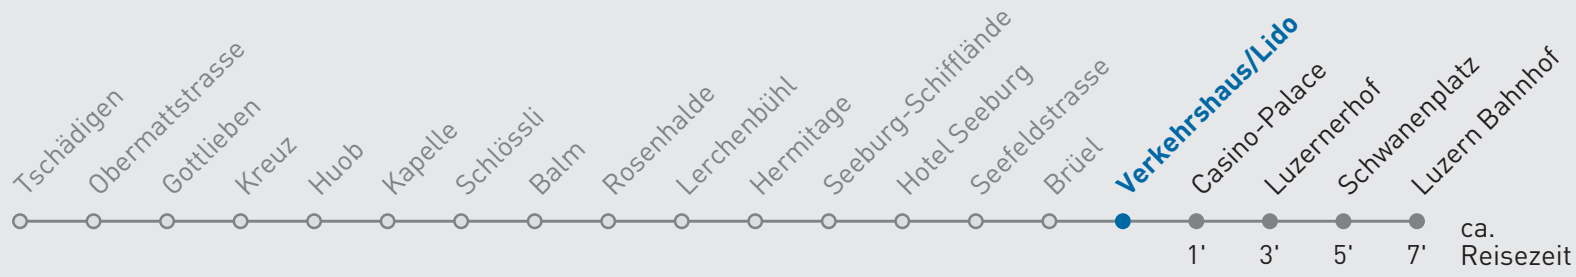 Tschädigen
Obermattstrasse
Gottlieben
Kreuz
Huob
Kapelle
Schlössli
Balm
Rosenhalde
Lerchenbühl
Hermitage
Seeburg-Schifflände
Hotel Seeburg
Seefeldstrasse
Brüel
Verkehrshaus/Lido
Casino-Palace
Luzernerhof
Schwanenplatz
Luzern Bahnhof
1' 3' 5' 7' ca.
Reisezeit